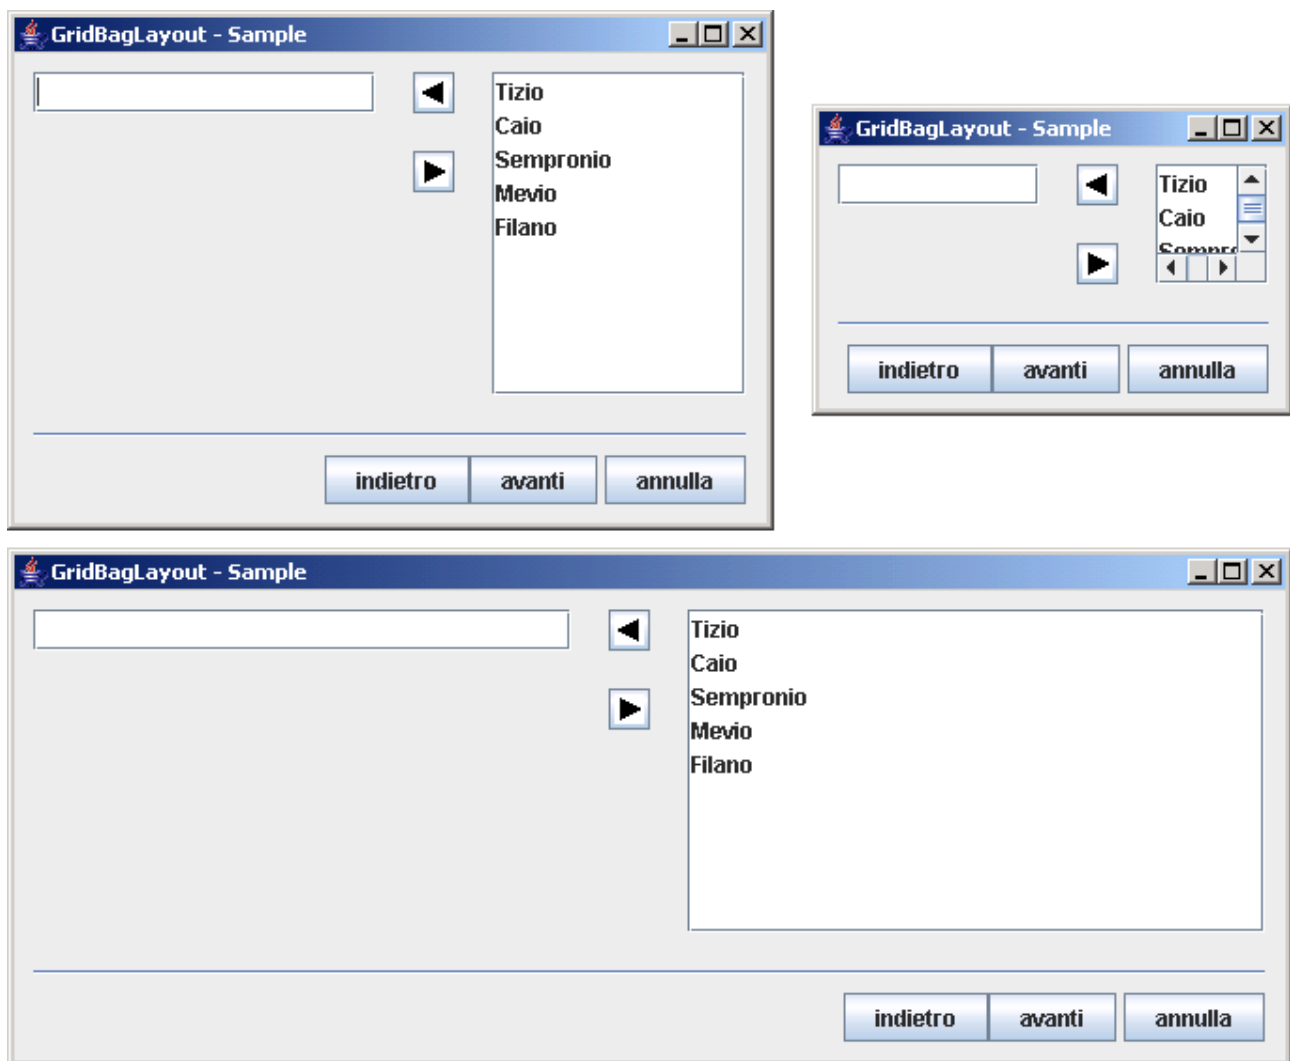 GridBagLayout - Sample
Tizio
Caio
Sempronio
Mevio
Filano
indietro avanti annulla
GridBagLayout - Sample
Tizio
Caio
indietro avanti annulla
GridBagLayout - Sample
Tizio
Caio
Sempronio
Mevio
Filano
indietro avanti annulla